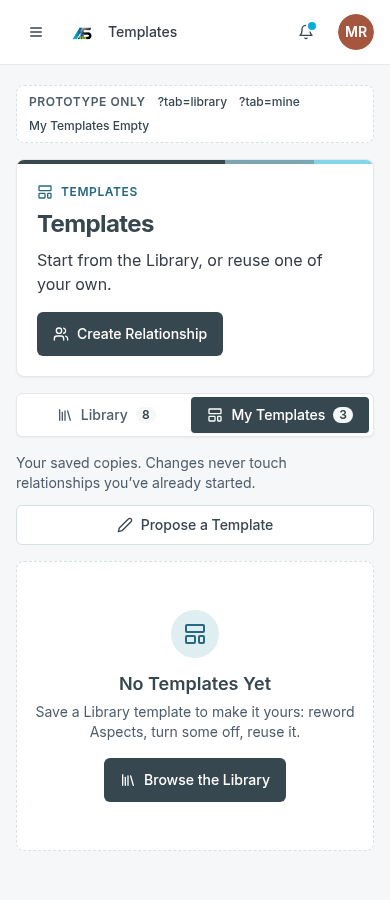 Templates
MR
PROTOTYPE ONLY ?tab=library ?tab=mine
My Templates Empty
TEMPLATES
Templates
Start from the Library, or reuse one of
your own.
Create Relationship
Library 8 My Templates 3
Your saved copies. Changes never touch
relationships you’ve already started.
Propose a Template
No Templates Yet
Save a Library template to make it yours: reword
Aspects, turn some off, reuse it.
Browse the Library